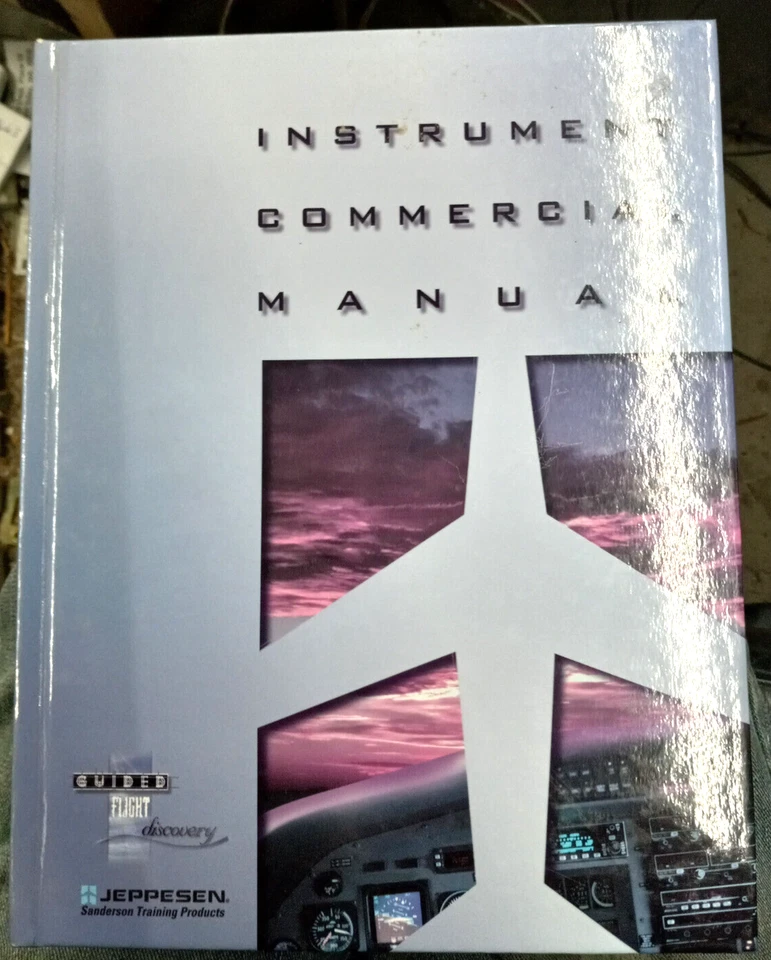 INSTRUMENT
COMMERCIAL
MANUAL
GUIDED
FLIGHT
discovery
JEPPESEN®
Sanderson Training Products